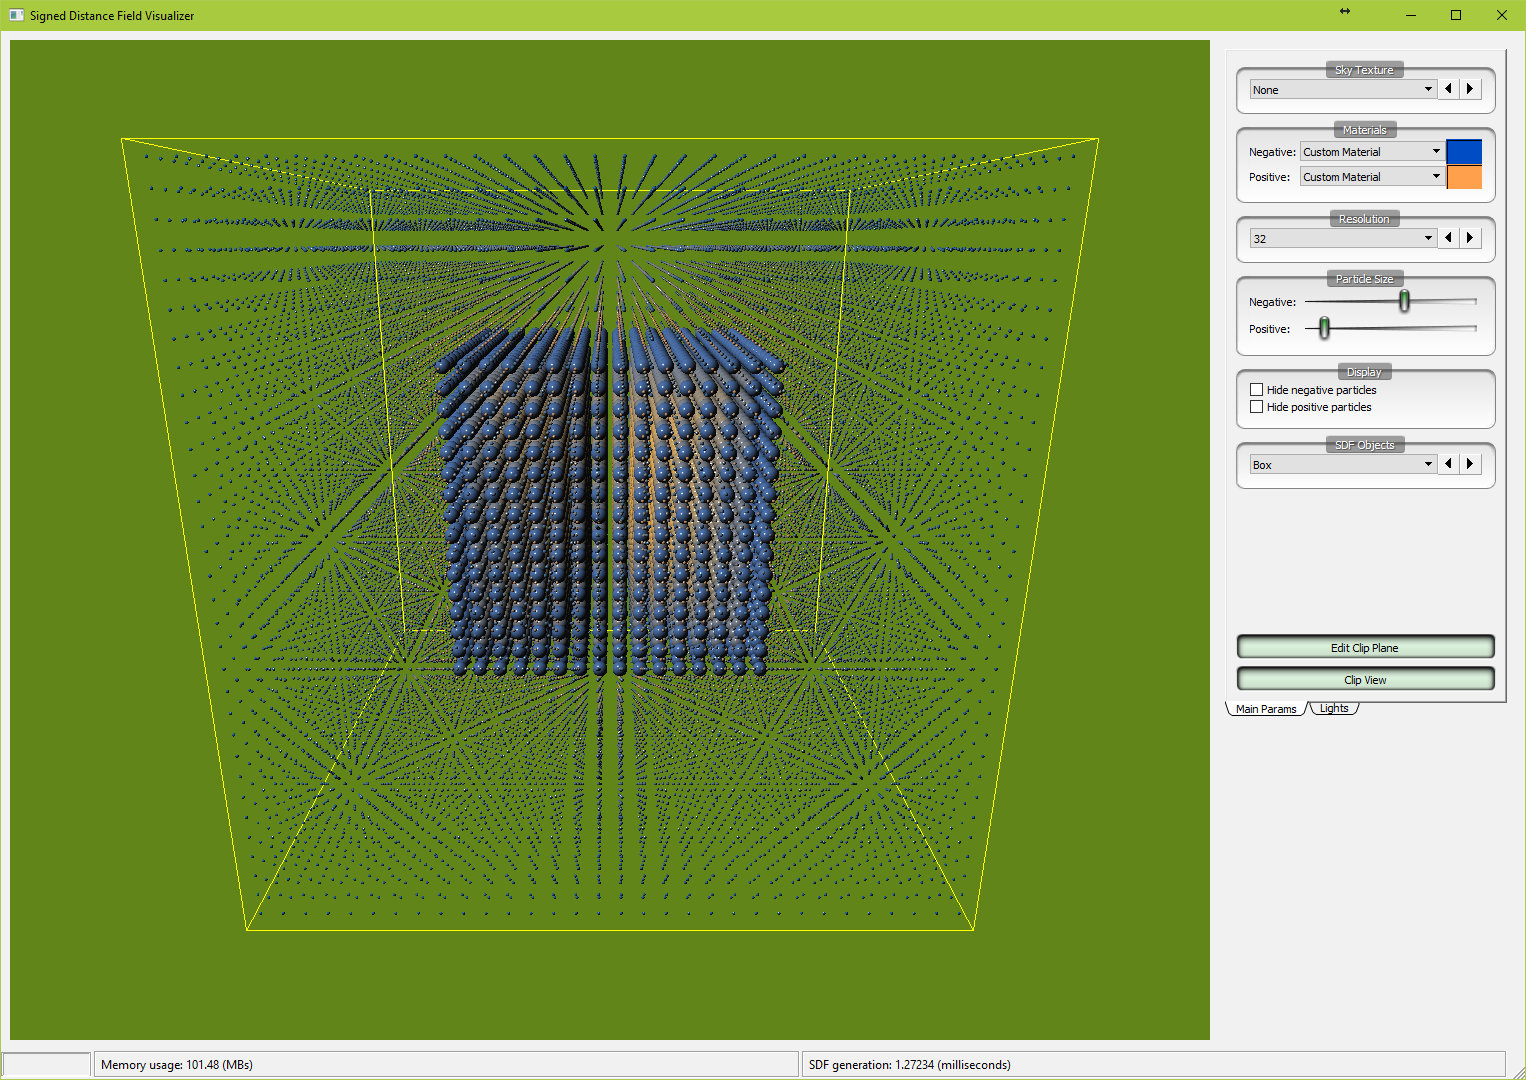 Signed Distance Field Visualizer
Sky Texture
None
Materials
Negative: Custom Material
Positive: Custom Material
Resolution
32
Particle Size
Negative:
Positive:
Display
Hide negative particles
Hide positive particles
SDF Objects
Box
Edit Clip Plane
Clip View
Main Params Lights
Memory usage: 101.48 (MBs) SDF generation: 1.27234 (milliseconds)